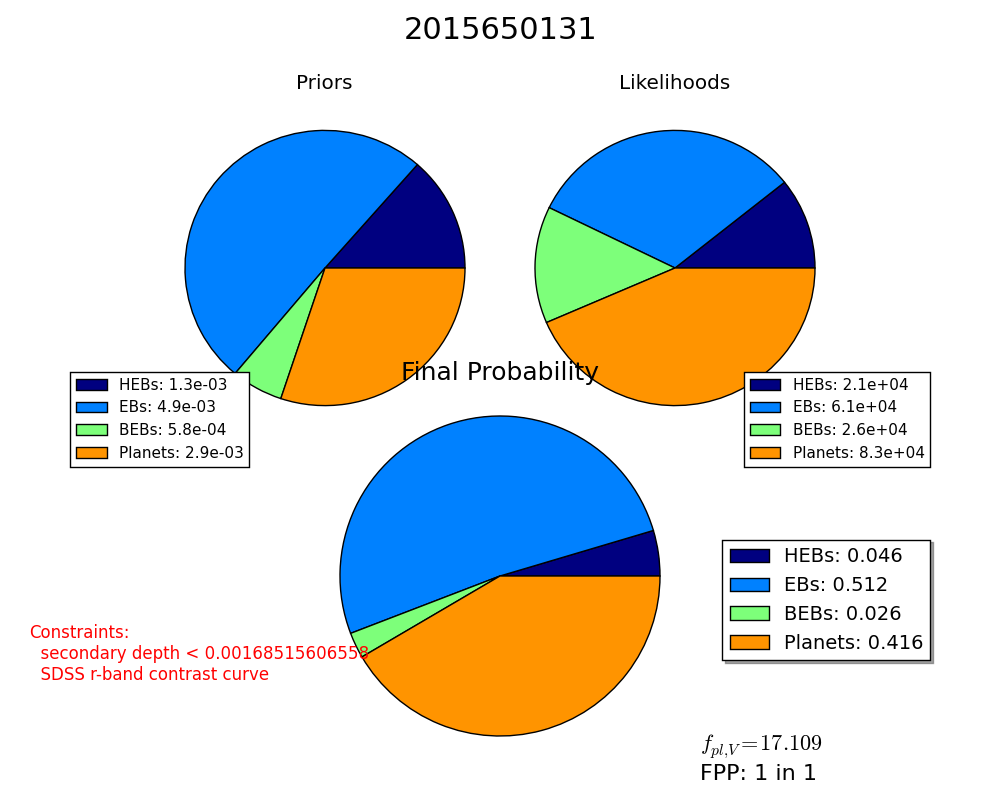 2015650131
Priors
Likelihoods
HEBs: 1.3e-03
EBs: 4.9e-03
BEBs: 5.8e-04
Planets: 2.9e-03
HEBs: 2.1e+04
EBs: 6.1e+04
BEBs: 2.6e+04
Planets: 8.3e+04
Final Probability
HEBs: 0.046
EBs: 0.512
BEBs: 0.026
Planets: 0.416
Constraints:
secondary depth < 0.00168515606558
SDSS r-band contrast curve
f_{pl,V}=17.109
FPP: 1 in 1